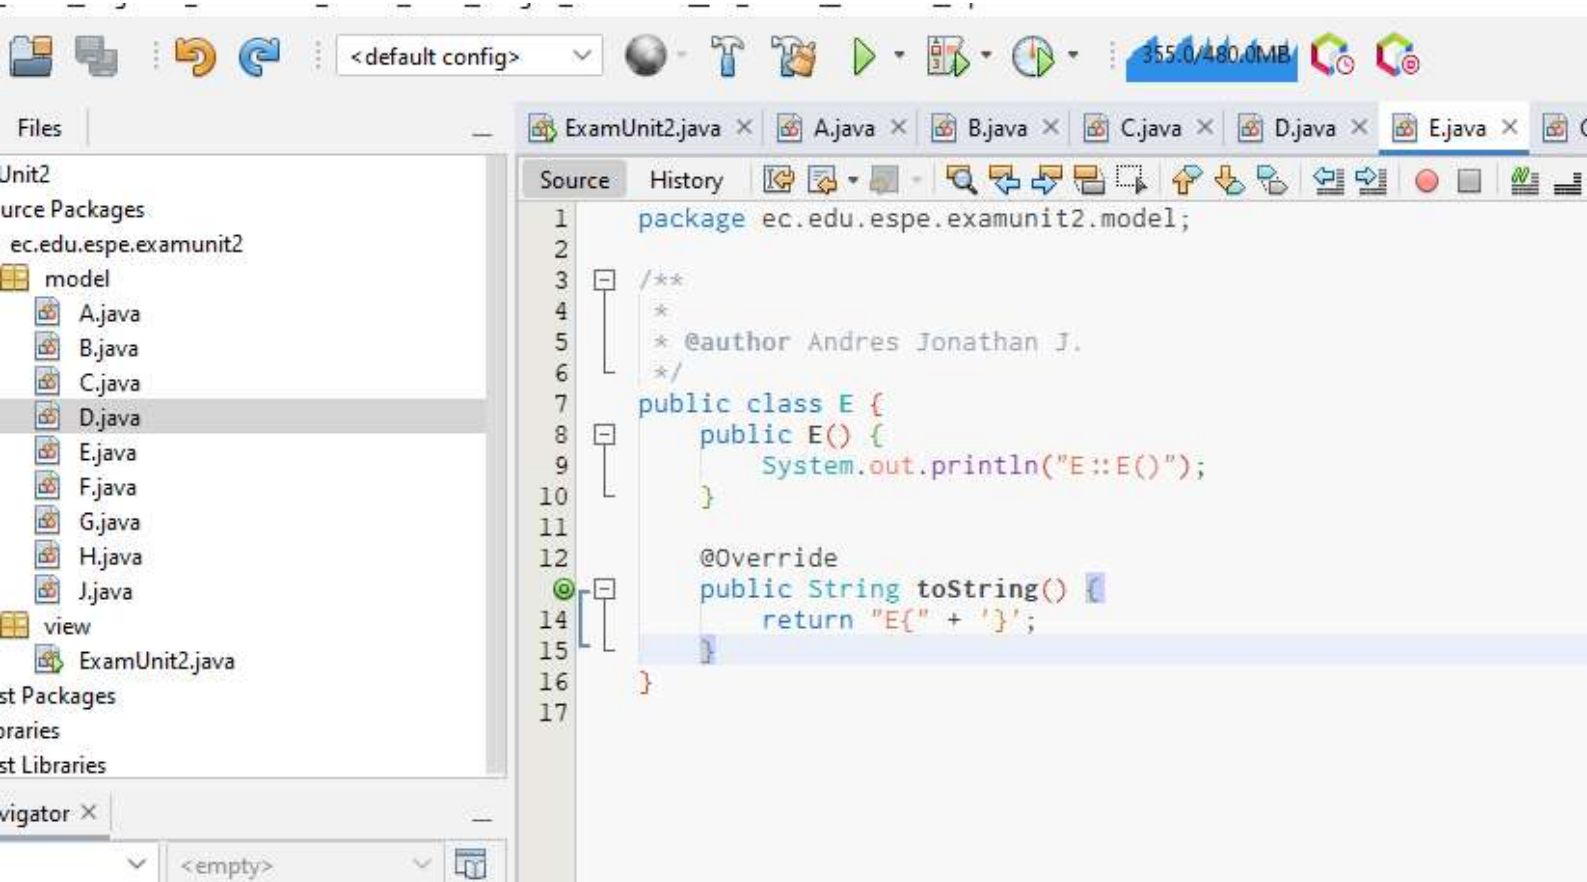 <default config>
355.0/480.0MB
Files
ExamUnit2.java
A.java
B.java
C.java
D.java
E.java
Unit2
urce Packages
ec.edu.espe.examunit2
model
A.java
B.java
C.java
D.java
E.java
F.java
G.java
H.java
J.java
view
ExamUnit2.java
st Packages
braries
st Libraries
vigator
<empty>
Source History
1 package ec.edu.espe.examunit2.model;
2
3 /**
4 *
5 * @author Andres Jonathan J.
6 */
7 public class E {
8 public E() {
9 System.out.println("E::E()");
10 }
11
12 @Override
public String toString() {
14 return "E{" + '}';
15 }
16 }
17